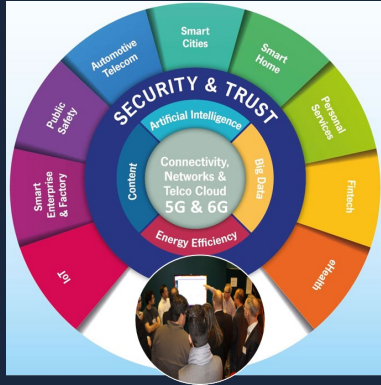 Smart
Cities
Automotive
Telecom
Smart
Home
Public
Safety
Personal
Services
Smart
Enterprise
& Factory
Fintech
IoT
eHealth
SECURITY & TRUST
Artificial Intelligence
Content
Big Data
Energy Efficiency
Connectivity,
Networks &
Telco Cloud
5G & 6G